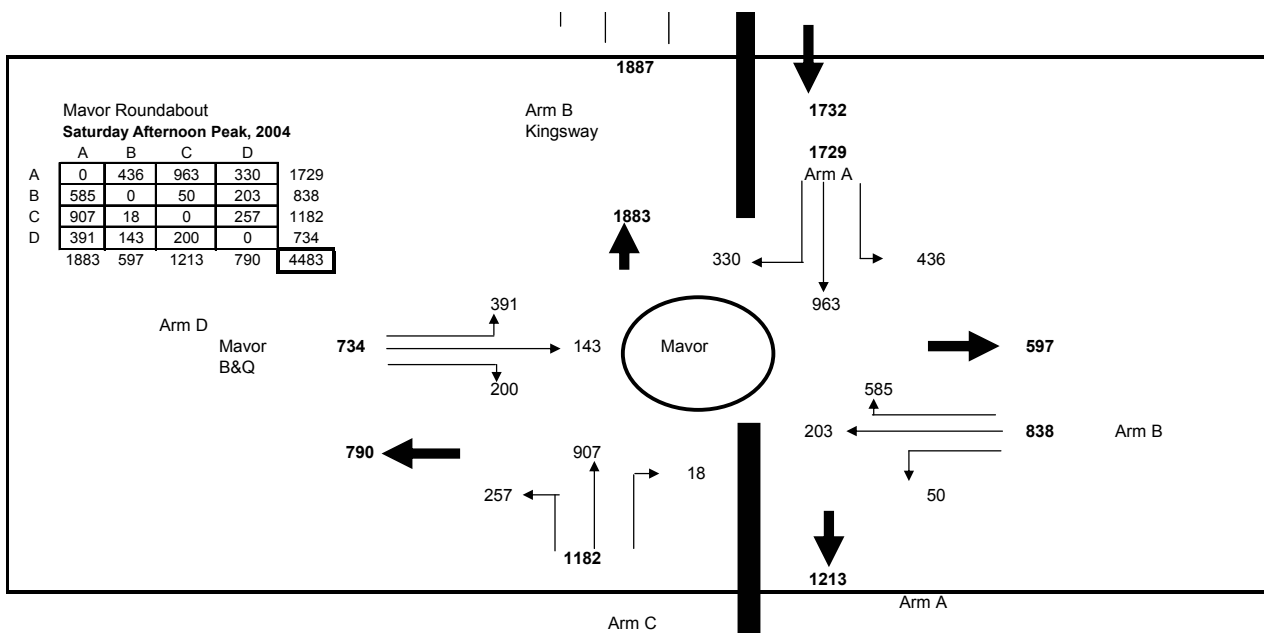 1887
Mavor Roundabout
Saturday Afternoon Peak, 2004
A B C D
A 0 436 963 330 1729
B 585 0 50 203 838
C 907 18 0 257 1182
D 391 143 200 0 734
1883 597 1213 790 4483
Arm B
Kingsway
1732
1729
Arm A
1883
330
436
963
391
Arm D
Mavor
B&Q
734
143
Mavor
597
200
585
203
838
Arm B
790
907
18
257
50
1182
1213
Arm A
Arm C